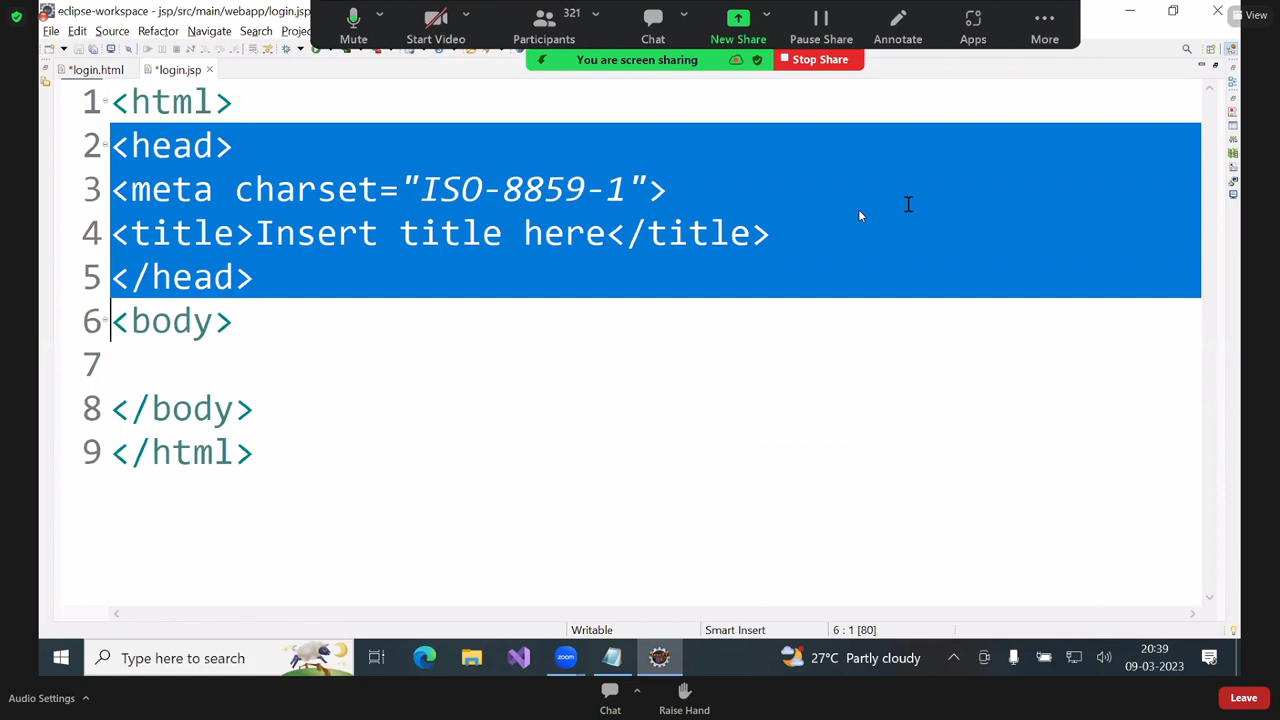 eclipse-workspace - jsp/src/main/webapp/login.jsp
321
View
File Edit Source Refactor Navigate Search
Mute Start Video Participants Chat New Share Pause Share Annotate Apps More
You are screen sharing Stop Share
*login.html *login.jsp
1 <html>
2 <head>
3 <meta charset="ISO-8859-1">
4 <title>Insert title here</title>
5 </head>
6 <body>
7
8 </body>
9 </html>
Writable Smart Insert 6 : 1 [80]
Type here to search zoom 27°C Partly cloudy 20:39
09-03-2023
Audio Settings Chat Raise Hand Leave